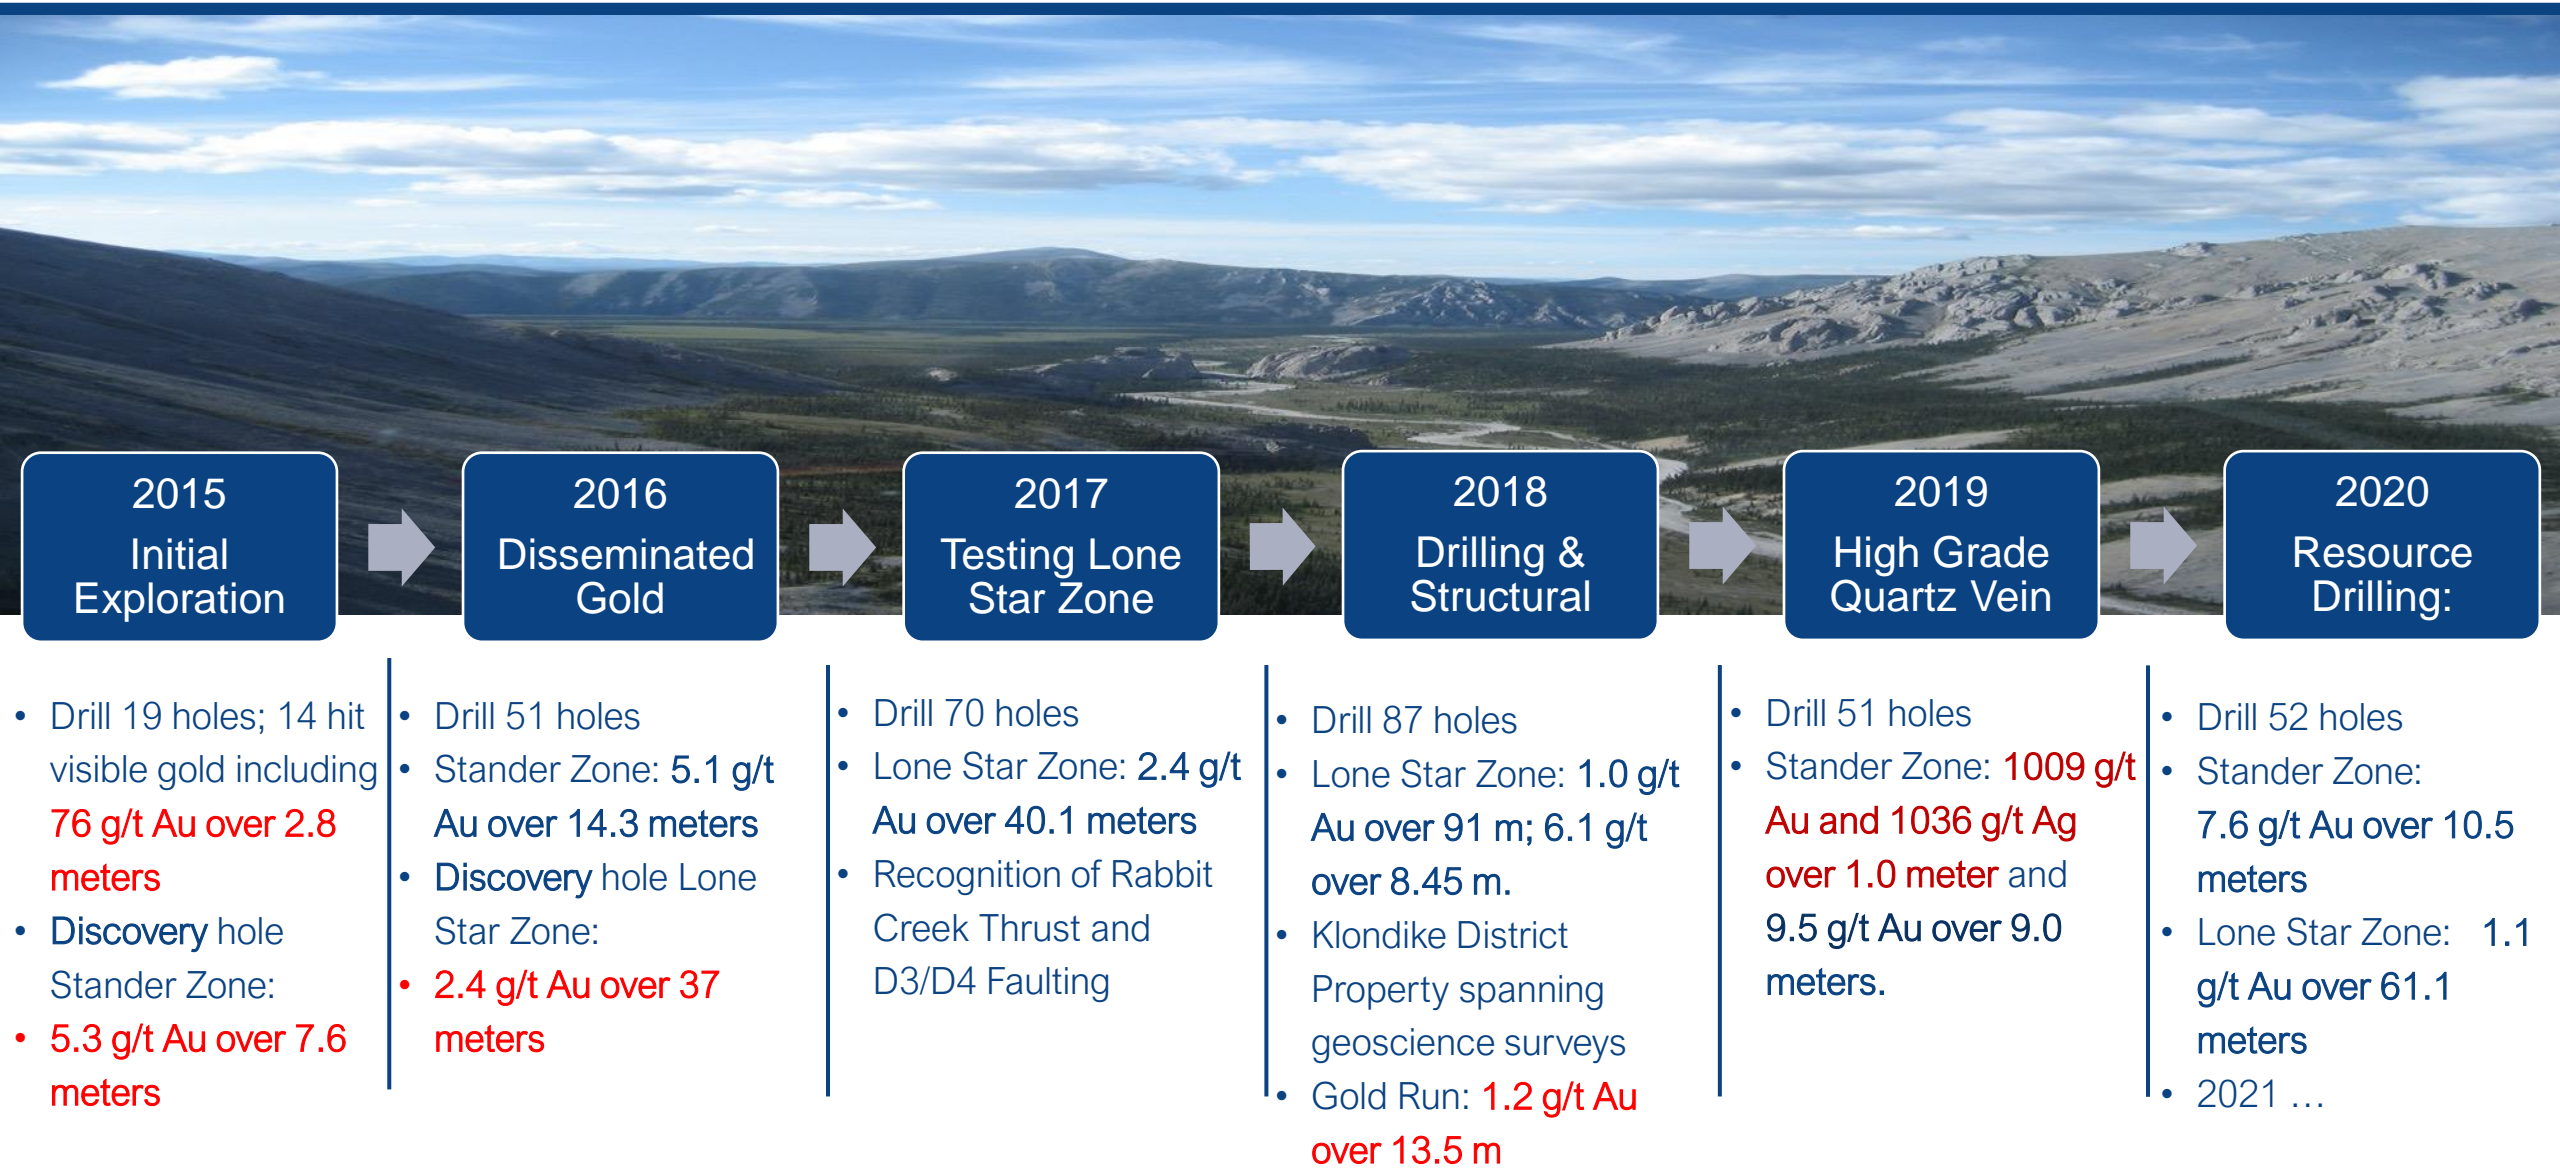 2015
Initial
Exploration
2016
Disseminated
Gold
2017
Testing Lone
Star Zone
2018
Drilling &
Structural
2019
High Grade
Quartz Vein
2020
Resource
Drilling:
• Drill 19 holes; 14 hit
visible gold including
76 g/t Au over 2.8
meters
• Discovery hole
Stander Zone:
• 5.3 g/t Au over 7.6
meters
• Drill 51 holes
• Stander Zone: 5.1 g/t
Au over 14.3 meters
• Discovery hole Lone
Star Zone:
• 2.4 g/t Au over 37
meters
• Drill 70 holes
• Lone Star Zone: 2.4 g/t
Au over 40.1 meters
• Recognition of Rabbit
Creek Thrust and
D3/D4 Faulting
• Drill 87 holes
• Lone Star Zone: 1.0 g/t
Au over 91 m; 6.1 g/t
over 8.45 m.
• Klondike District
Property spanning
geoscience surveys
• Gold Run: 1.2 g/t Au
over 13.5 m
• Drill 51 holes
• Stander Zone: 1009 g/t
Au and 1036 g/t Ag
over 1.0 meter and
9.5 g/t Au over 9.0
meters.
• Drill 52 holes
• Stander Zone:
7.6 g/t Au over 10.5
meters
• Lone Star Zone: 1.1
g/t Au over 61.1
meters
• 2021 …